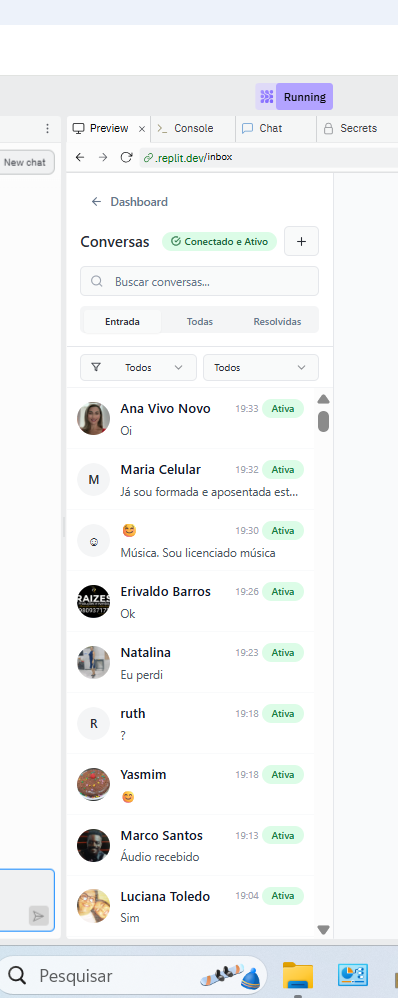 Running
Preview × Console Chat Secrets
New chat
.replit.dev/inbox
Dashboard
Conversas Conectado e Ativo +
Buscar conversas...
Entrada Todas Resolvidas
Todos Todos
Ana Vivo Novo 19:33 Ativa
Oi
M Maria Celular 19:32 Ativa
Já sou formada e aposentada est...
😊 19:30 Ativa
Música. Sou licenciado música
Erivaldo Barros 19:26 Ativa
RAIZES
Ok
Natalina 19:23 Ativa
Eu perdi
R ruth 19:18 Ativa
?
Yasmim 19:18 Ativa
😊
Marco Santos 19:13 Ativa
Áudio recebido
Luciana Toledo 19:04 Ativa
Sim
Pesquisar